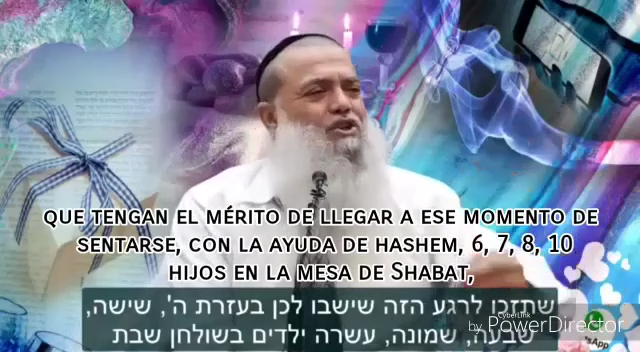 QUE TENGAN EL MÉRITO DE LLEGAR A ESE MOMENTO DE
SENTARSE, CON LA AYUDA DE HASHEM, 6, 7, 8, 10
HIJOS EN LA MESA DE SHABAT,
שתזכו לרגע הזה שישבו לכן בעזרת ה', שישה,
שבעה, שמונה, עשרה ילדים בשולחן שבת
CyberLink
by PowerDirector